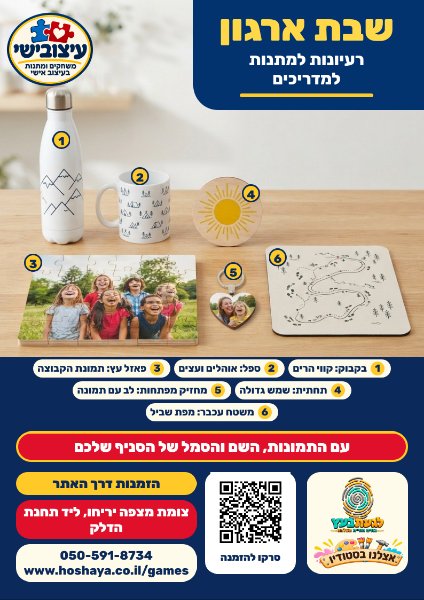 שבת ארגון
רעיונות למתנות
למדריכים
עיצובישי
משחקים ומתנות
בעיצוב אישי
1
2
3
4
5
6
1 בקבוק: קווי הרים
2 ספל: אוהלים ועצים
3 פאזל עץ: תמונת הקבוצה
4 תחתית: שמש גדולה
5 מחזיק מפתחות: לב עם תמונה
6 משטח עכבר: מפת שביל
עם התמונות, השם והסמל של הסניף שלכם
הזמנות דרך האתר
צומת מצפה יריחו, ליד תחנת
הדלק
050-591-8734
www.hoshaya.co.il/games
סרקו להזמנה
לגעת בעץ
אצלנו בסטודיו